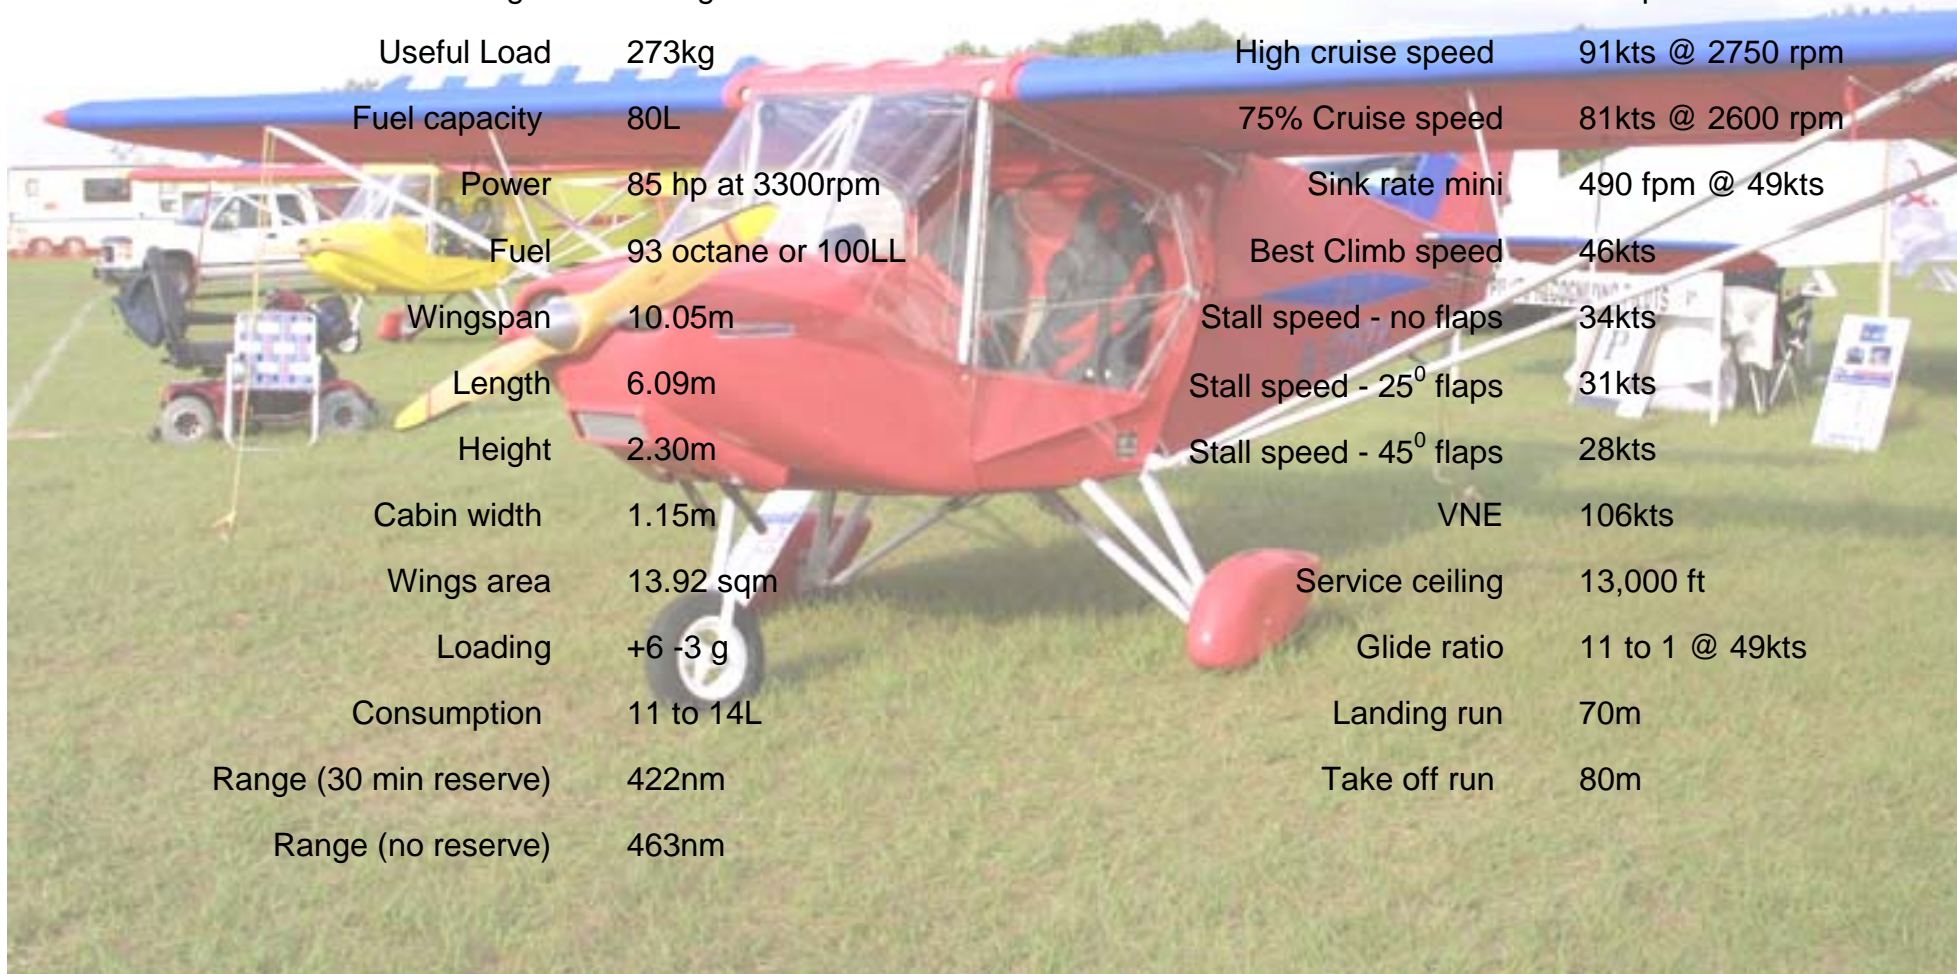 Useful Load 273kg
Fuel capacity 80L
Power 85 hp at 3300rpm
Fuel 93 octane or 100LL
Wingspan 10.05m
Length 6.09m
Height 2.30m
Cabin width 1.15m
Wings area 13.92 sqm
Loading +6 -3 g
Consumption 11 to 14L
Range (30 min reserve) 422nm
Range (no reserve) 463nm
High cruise speed 91kts @ 2750 rpm
75% Cruise speed 81kts @ 2600 rpm
Sink rate mini 490 fpm @ 49kts
Best Climb speed 46kts
Stall speed - no flaps 34kts
Stall speed - 25⁰ flaps 31kts
Stall speed - 45⁰ flaps 28kts
VNE 106kts
Service ceiling 13,000 ft
Glide ratio 11 to 1 @ 49kts
Landing run 70m
Take off run 80m